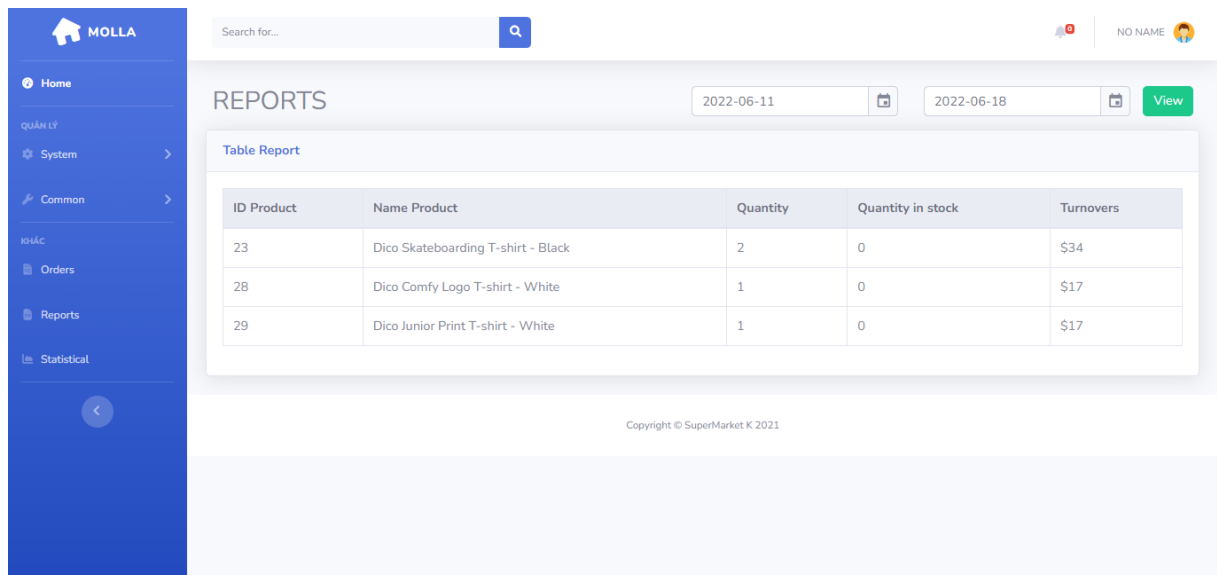 MOLLA
Search for...
0
NO NAME
Home
QUẢN LÝ
System
Common
KHÁC
Orders
Reports
Statistical
REPORTS
2022-06-11
2022-06-18
View
Table Report
ID Product Name Product Quantity Quantity in stock Turnovers
23 Dico Skateboarding T-shirt - Black 2 0 $34
28 Dico Comfy Logo T-shirt - White 1 0 $17
29 Dico Junior Print T-shirt - White 1 0 $17
Copyright © SuperMarket K 2021